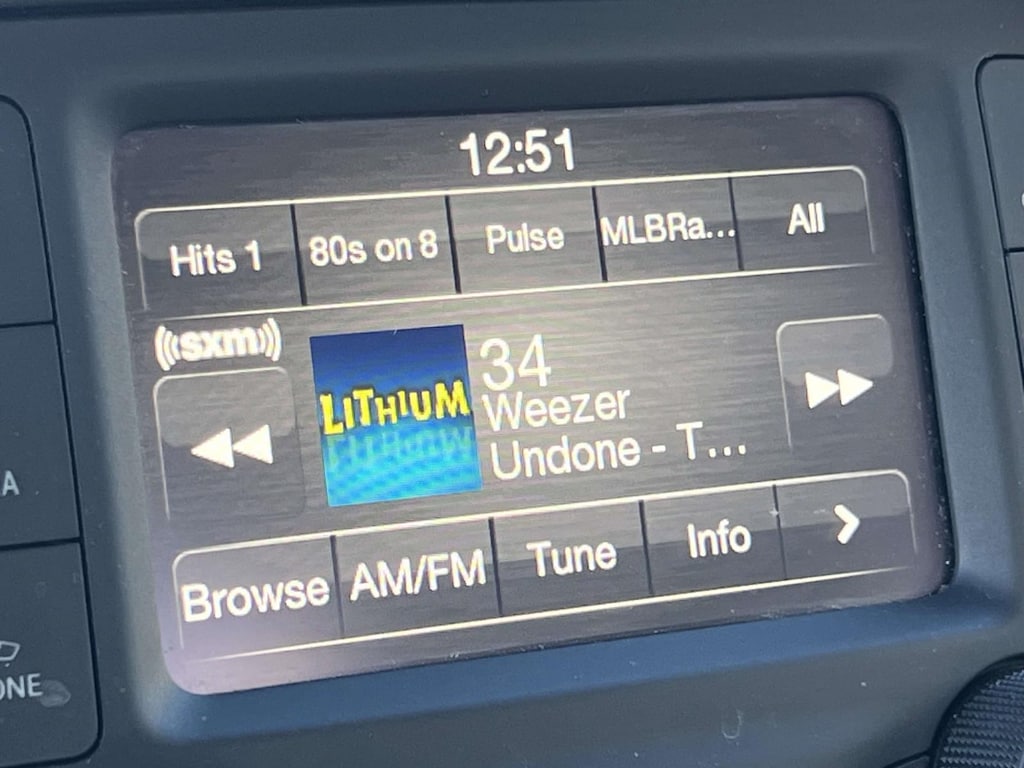 12:51
Hits 1
80s on 8
Pulse
MLBRa...
All
((sxm))
LiTHiUM
34
Weezer
Undone - T...
Browse
AM/FM
Tune
Info
A
ONE